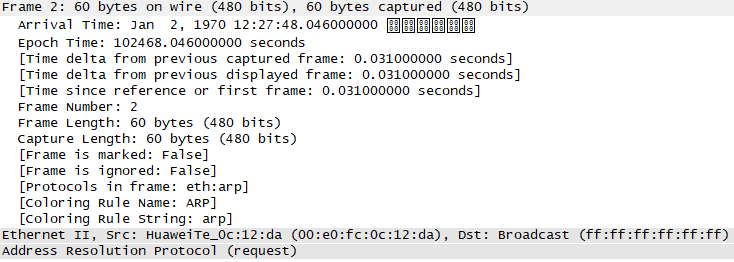 Frame 2: 60 bytes on wire (480 bits), 60 bytes captured (480 bits)
Arrival Time: Jan  2, 1970 12:27:48.046000000
Epoch Time: 102468.046000000 seconds
[Time delta from previous captured frame: 0.031000000 seconds]
[Time delta from previous displayed frame: 0.031000000 seconds]
[Time since reference or first frame: 0.031000000 seconds]
Frame Number: 2
Frame Length: 60 bytes (480 bits)
Capture Length: 60 bytes (480 bits)
[Frame is marked: False]
[Frame is ignored: False]
[Protocols in frame: eth:arp]
[Coloring Rule Name: ARP]
[Coloring Rule String: arp]
Ethernet II, Src: HuaweiTe_0c:12:da (00:e0:fc:0c:12:da), Dst: Broadcast (ff:ff:ff:ff:ff:ff)
Address Resolution Protocol (request)